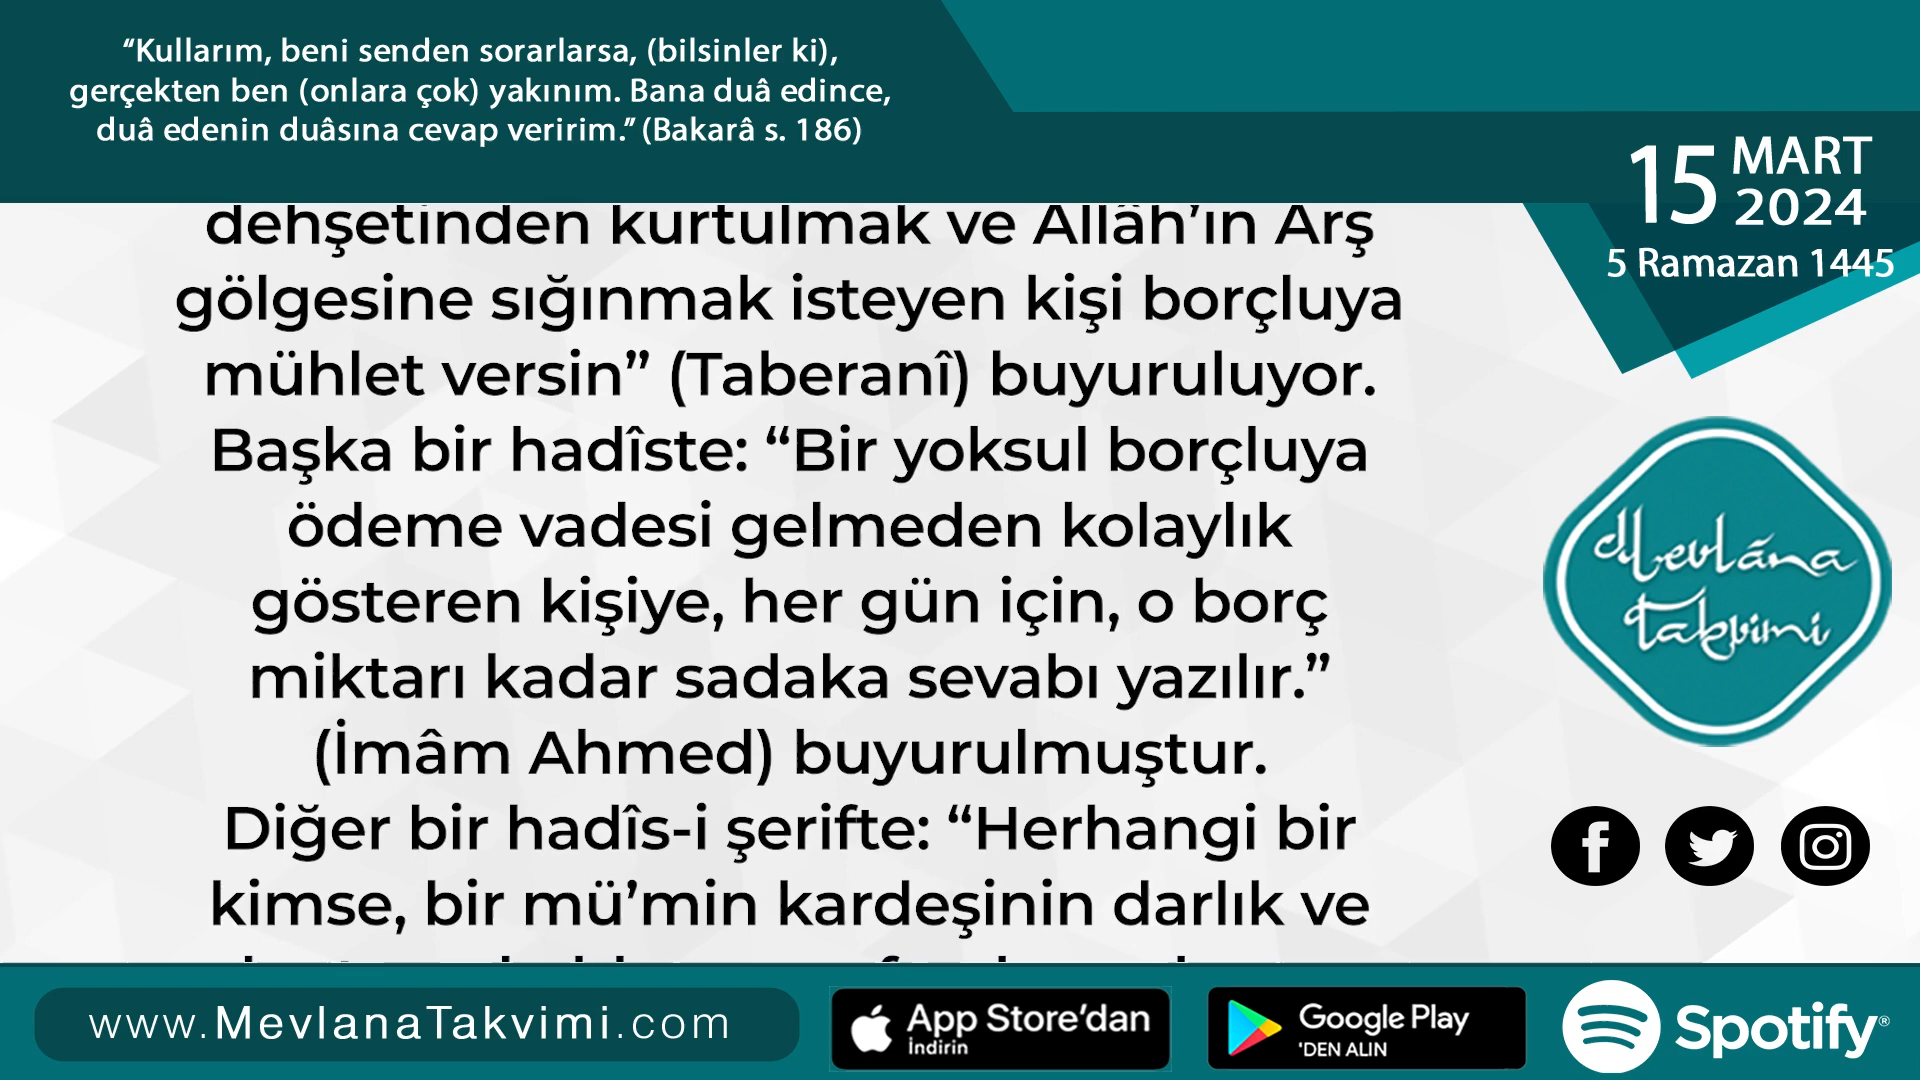 “Kullarım, beni senden sorarlarsa, (bilsinler ki),
gerçekten ben (onlara çok) yakınım. Bana duâ edince,
duâ edenin duâsına cevap veririm.” (Bakarâ s. 186)
15 MART
2024
5 Ramazan 1445
dehşetinden kurtulmak ve Allâh’ın Arş
gölgesine sığınmak isteyen kişi borçluya
mühlet versin” (Taberanî) buyuruluyor.
Başka bir hadîste: “Bir yoksul borçluya
ödeme vadesi gelmeden kolaylık
gösteren kişiye, her gün için, o borç
miktarı kadar sadaka sevabı yazılır.”
(İmâm Ahmed) buyurulmuştur.
Diğer bir hadîs-i şerifte: “Herhangi bir
kimse, bir mü’min kardeşinin darlık ve
Mevlâna
Takvimi
www.MevlanaTakvimi.com
App Store’dan
İndirin
Google Play
'DEN ALIN
Spotify®